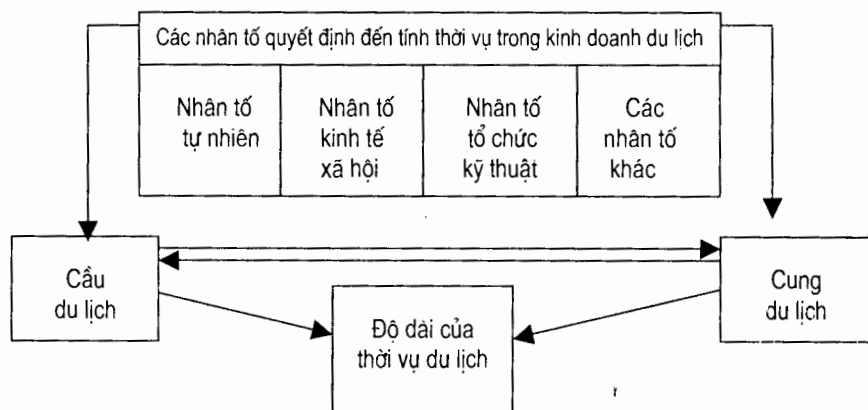 Các nhân tố quyết định đến tính thời vụ trong kinh doanh du lịch
Nhân tố
tự nhiên
Nhân tố
kinh tế
xã hội
Nhân tố
tổ chức
kỹ thuật
Các
nhân tố
khác
Cầu
du lịch
Cung
du lịch
Độ dài của
thời vụ du lịch